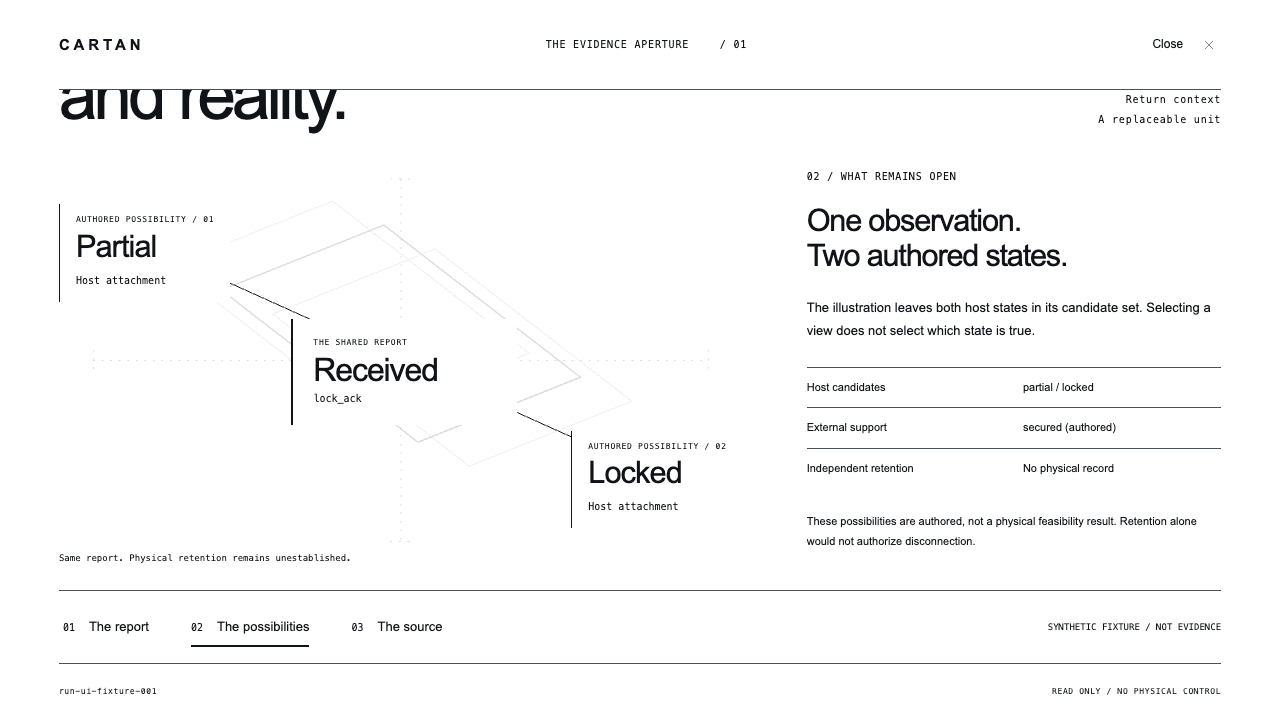 CARTAN
THE EVIDENCE APERTURE / 01
Close
and reality.
Return context
A replaceable unit
AUTHORED POSSIBILITY / 01
Partial
Host attachment
THE SHARED REPORT
Received
lock_ack
AUTHORED POSSIBILITY / 02
Locked
Host attachment
Same report. Physical retention remains unestablished.
02 / WHAT REMAINS OPEN
One observation.
Two authored states.
The illustration leaves both host states in its candidate set. Selecting a
view does not select which state is true.
Host candidates partial / locked
External support secured (authored)
Independent retention No physical record
These possibilities are authored, not a physical feasibility result. Retention alone
would not authorize disconnection.
01 The report 02 The possibilities 03 The source
SYNTHETIC FIXTURE / NOT EVIDENCE
run-ui-fixture-001
READ ONLY / NO PHYSICAL CONTROL